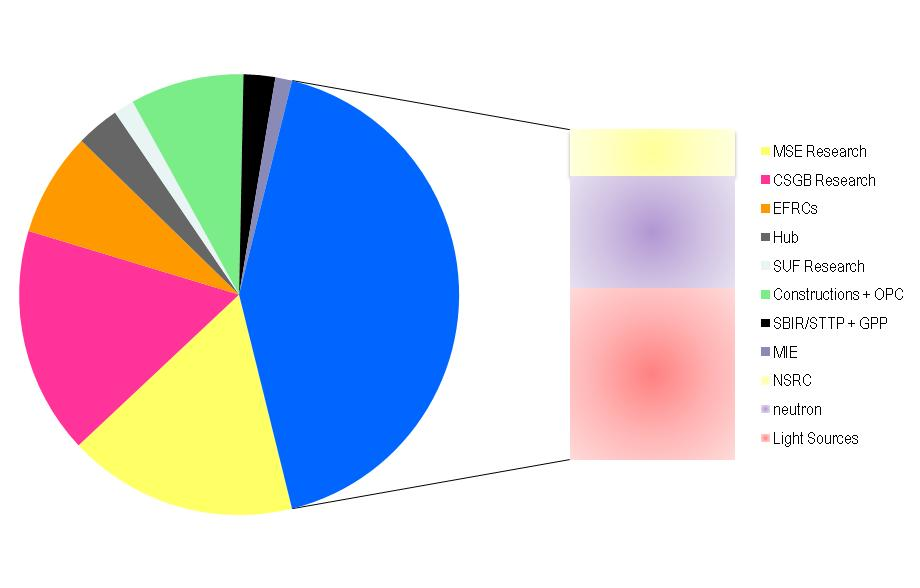 MSE Research
CSGB Research
EFRCs
Hub
SUF Research
Constructions + OPC
SBIR/STTP + GPP
MIE
NSRC
neutron
Light Sources